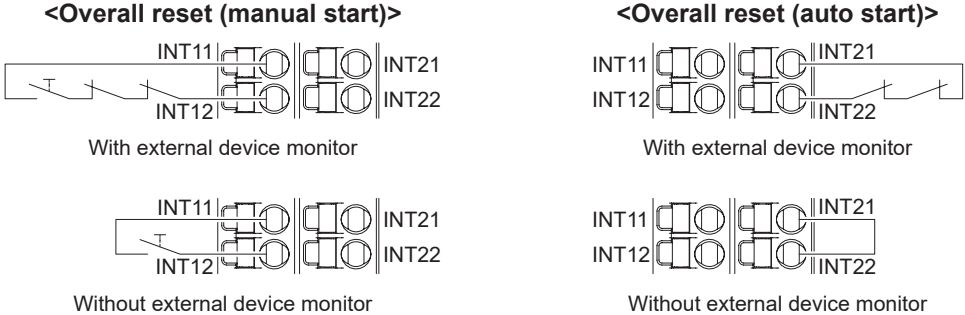 <Overall reset (manual start)>
INT11 INT21
INT12 INT22
With external device monitor
INT11 INT21
INT12 INT22
Without external device monitor
<Overall reset (auto start)>
INT11 INT21
INT12 INT22
With external device monitor
INT11 INT21
INT12 INT22
Without external device monitor